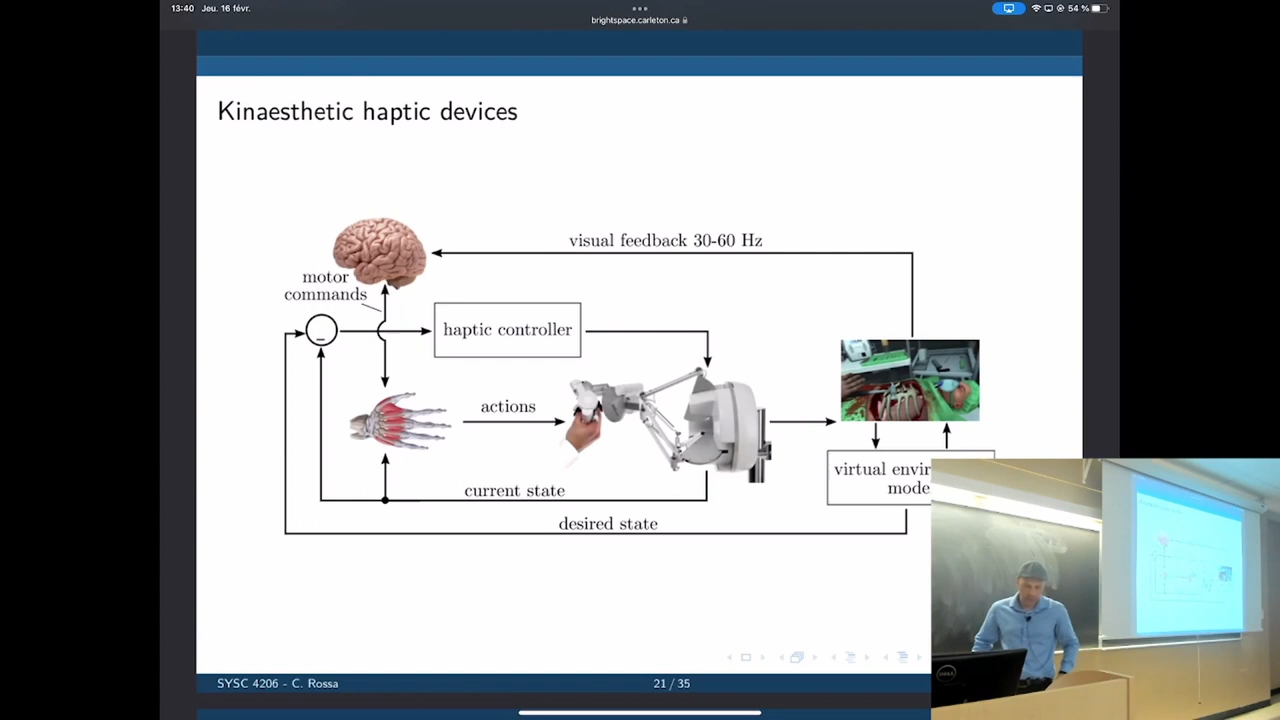 13:40 Jeu. 16 févr.
54 %
brightspace.carleton.ca
Kinaesthetic haptic devices
visual feedback 30-60 Hz
motor
commands
haptic controller
actions
current state
desired state
virtual envir
mode
SYSC 4206 - C. Rossa
21 / 35